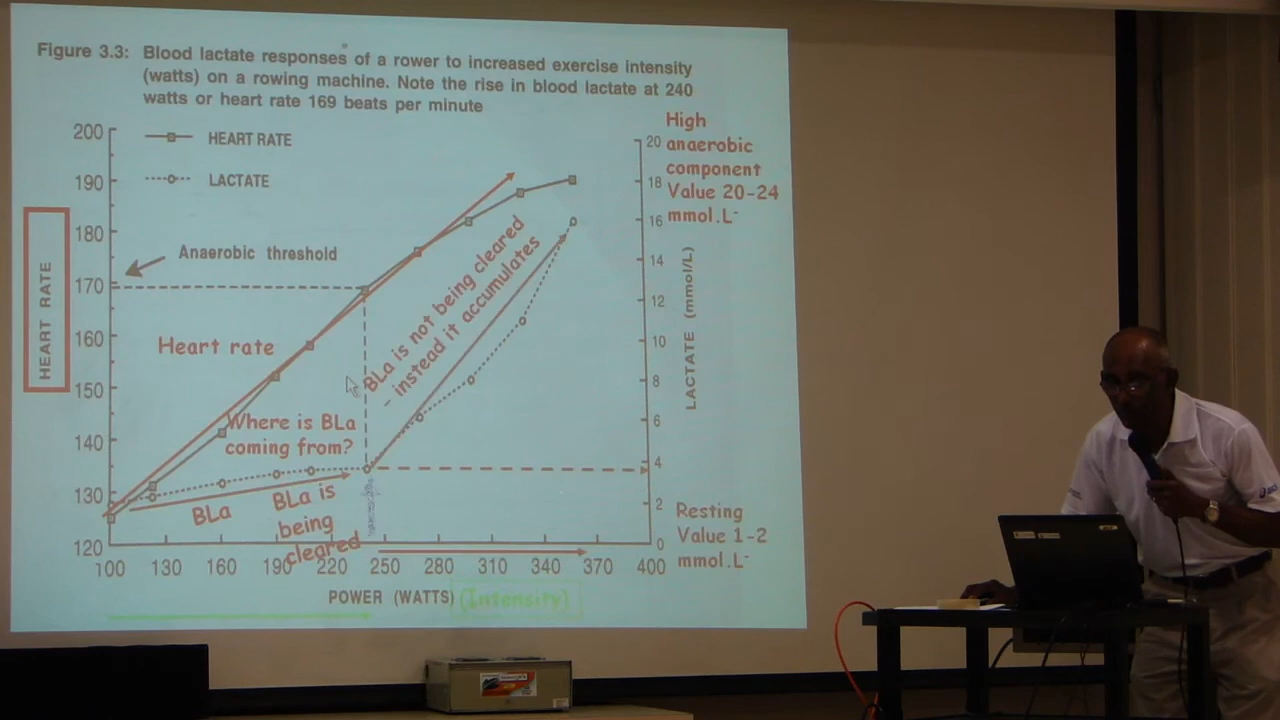 Figure 3.3: Blood lactate responses of a rower to increased exercise intensity
(watts) on a rowing machine. Note the rise in blood lactate at 240
watts or heart rate 169 beats per minute
HEART RATE
LACTATE
Anaerobic threshold
HEART RATE
200
190
180
170
160
150
140
130
120
Heart rate
Where is BLa
coming from?
BLa is not being cleared
- instead it accumulates
BLa
BLa is
being
cleared
High
anaerobic
component
Value 20-24
mmol.L-
20
18
16
14
12
10
8
6
4
2
0
LACTATE (mmol/L)
Resting
Value 1-2
mmol.L-
100 130 160 190 220 250 280 310 340 370 400
POWER (WATTS) (Intensity)